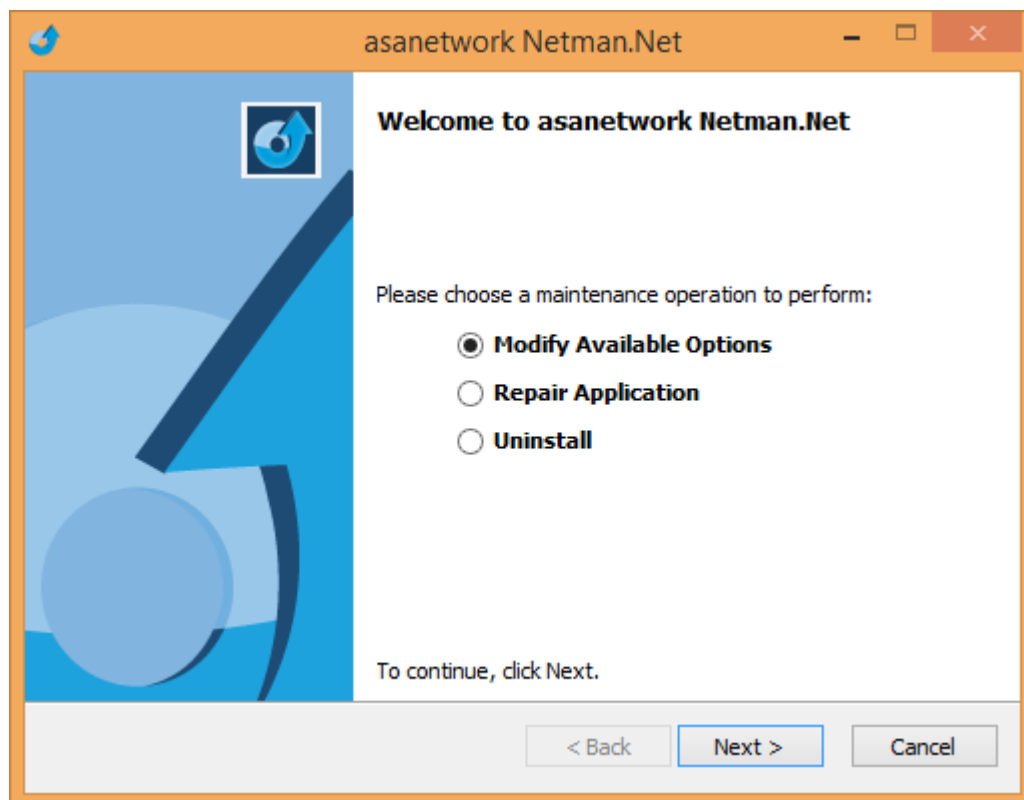 asanetwork Netman.Net
Welcome to asanetwork Netman.Net
Please choose a maintenance operation to perform:
Modify Available Options
Repair Application
Uninstall
To continue, click Next.
< Back Next > Cancel